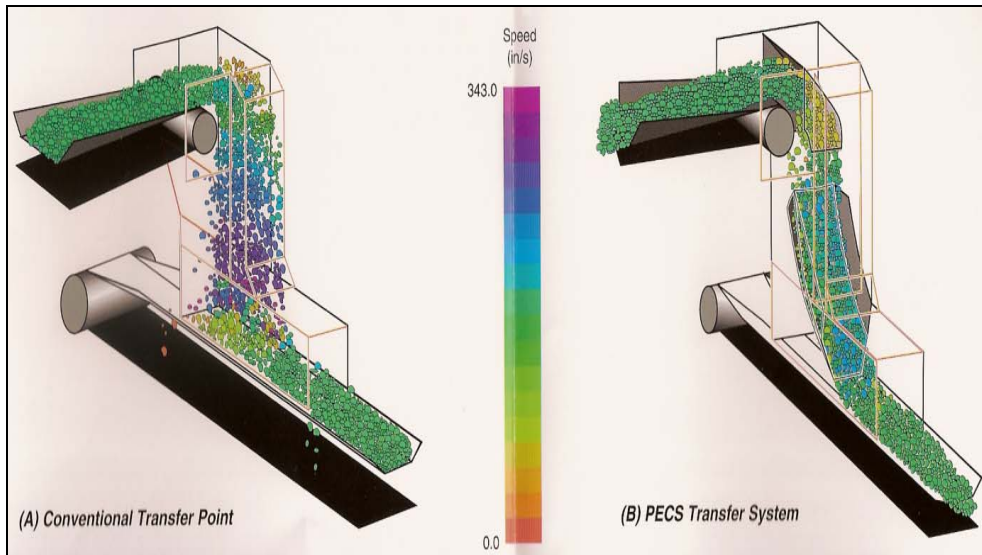 Speed
(in/s)
343.0
0.0
(A) Conventional Transfer Point
(B) PECS Transfer System